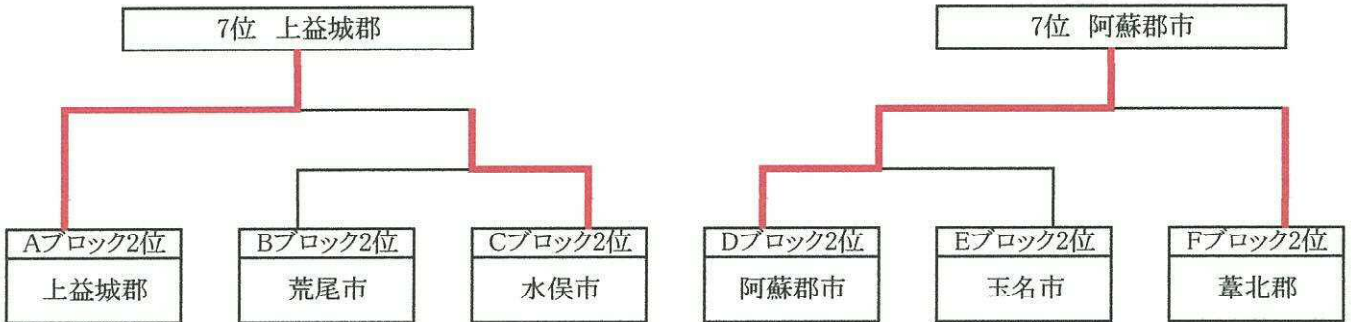 7位 上益城郡
7位 阿蘇郡市
Aブロック2位
Bブロック2位
Cブロック2位
Dブロック2位
Eブロック2位
Fブロック2位
上益城郡
荒尾市
水俣市
阿蘇郡市
玉名市
葦北郡